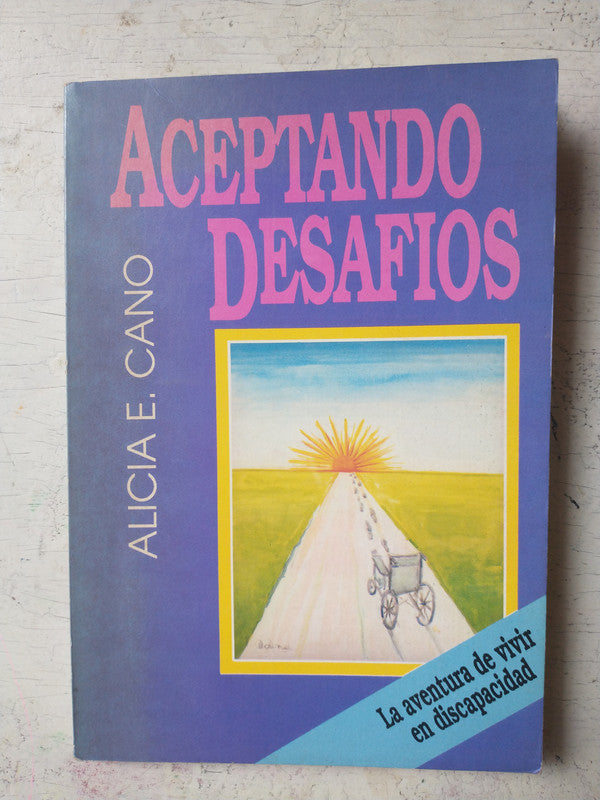 ACEPTANDO
DESAFIOS
ALICIA E. CANO
La aventura de vivir
en discapacidad